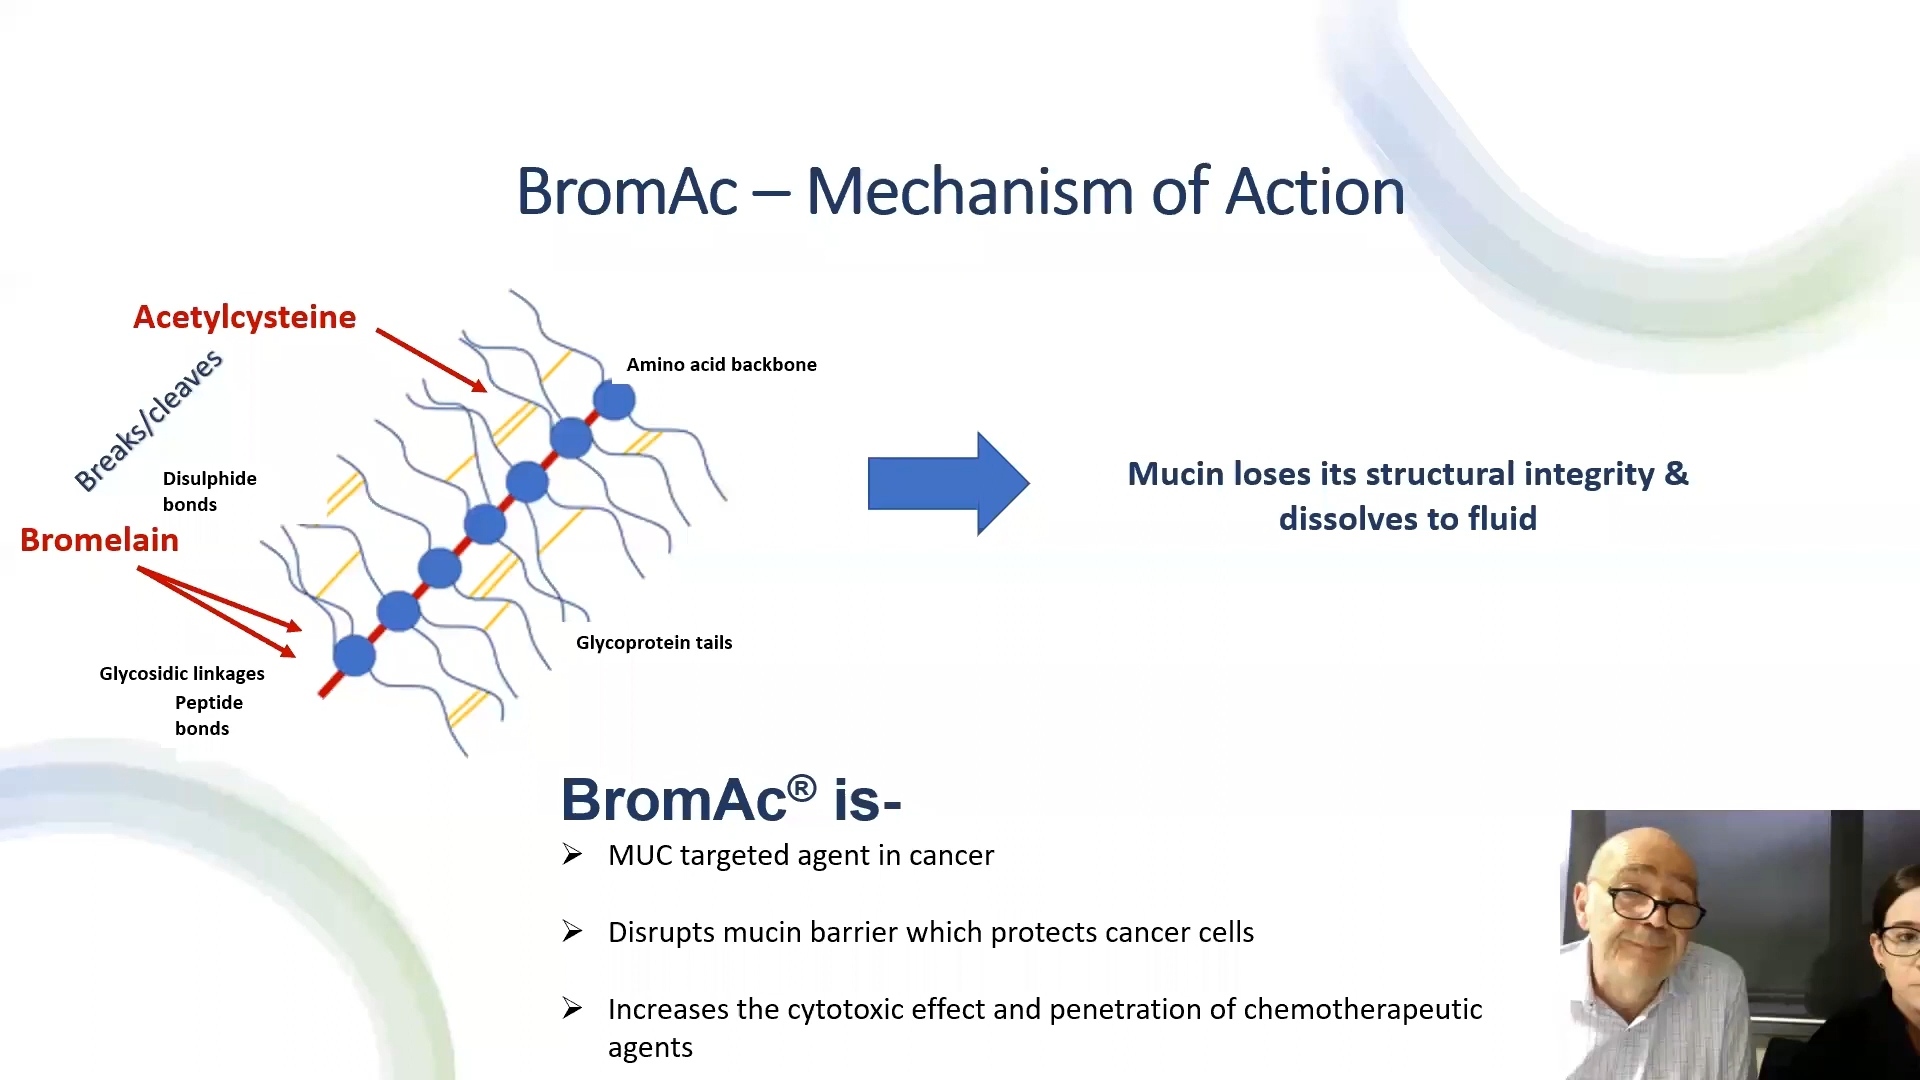 BromAc – Mechanism of Action
Acetylcysteine
Amino acid backbone
Breaks/cleaves
Disulphide
bonds
Bromelain
Mucin loses its structural integrity &
dissolves to fluid
Glycoprotein tails
Glycosidic linkages
Peptide
bonds
BromAc® is-
➢ MUC targeted agent in cancer
➢ Disrupts mucin barrier which protects cancer cells
➢ Increases the cytotoxic effect and penetration of chemotherapeutic
agents